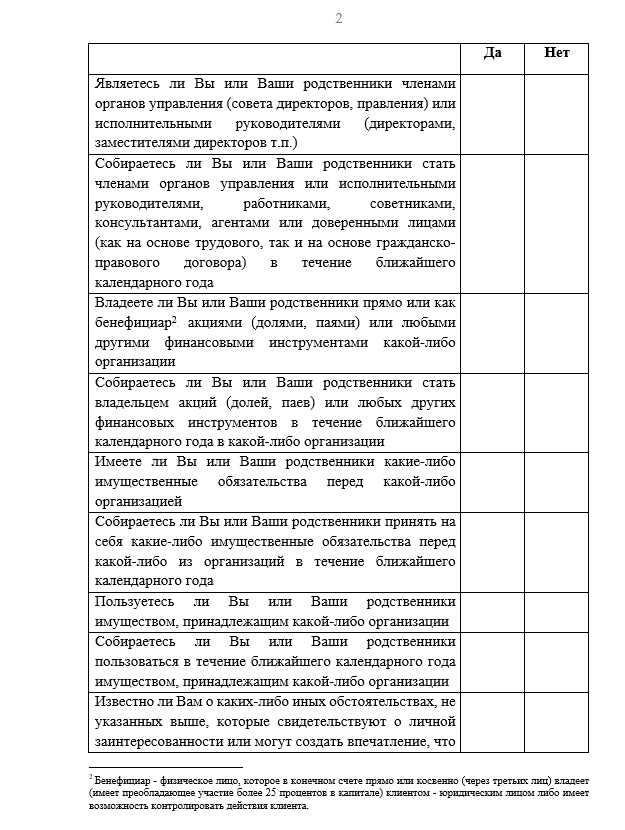 2
Да Нет
Являетесь ли Вы или Ваши родственники членами
органов управления (совета директоров, правления) или
исполнительными руководителями (директорами,
заместителями директоров т.п.)
Собираетесь ли Вы или Ваши родственники стать
членами органов управления или исполнительными
руководителями, работниками, советниками,
консультантами, агентами или доверенными лицами
(как на основе трудового, так и на основе гражданско-
правового договора) в течение ближайшего
календарного года
Владеете ли Вы или Ваши родственники прямо или как
бенефициар2 акциями (долями, паями) или любыми
другими финансовыми инструментами какой-либо
организации
Собираетесь ли Вы или Ваши родственники стать
владельцем акций (долей, паев) или любых других
финансовых инструментов в течение ближайшего
календарного года в какой-либо организации
Имеете ли Вы или Ваши родственники какие-либо
имущественные обязательства перед какой-либо
организацией
Собираетесь ли Вы или Ваши родственники принять на
себя какие-либо имущественные обязательства перед
какой-либо из организаций в течение ближайшего
календарного года
Пользуетесь ли Вы или Ваши родственники
имуществом, принадлежащим какой-либо организации
Собираетесь ли Вы или Ваши родственники
пользоваться в течение ближайшего календарного года
имуществом, принадлежащим какой-либо организации
Известно ли Вам о каких-либо иных обстоятельствах, не
указанных выше, которые свидетельствуют о личной
заинтересованности или могут создать впечатление, что
2 Бенефициар - физическое лицо, которое в конечном счете прямо или косвенно (через третьих лиц) владеет
(имеет преобладающее участие более 25 процентов в капитале) клиентом - юридическим лицом либо имеет
возможность контролировать действия клиента.